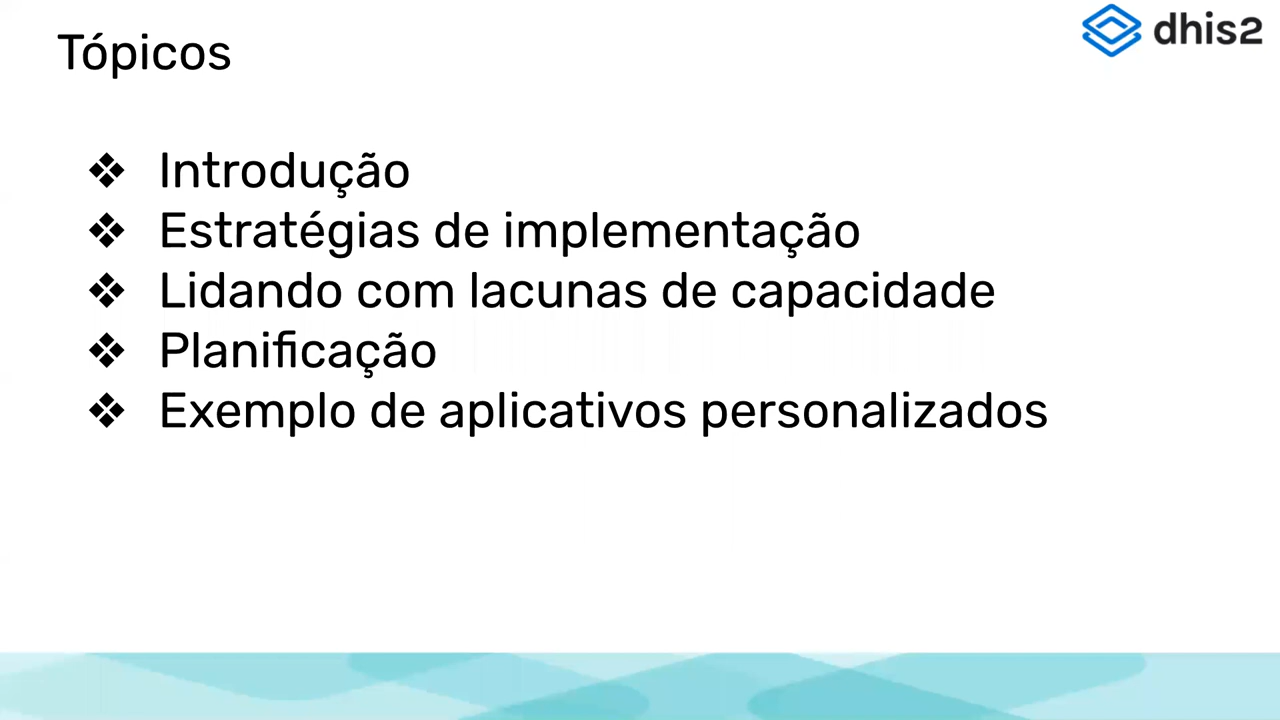 Tópicos
dhis2
❖ Introdução
❖ Estratégias de implementação
❖ Lidando com lacunas de capacidade
❖ Planificação
❖ Exemplo de aplicativos personalizados